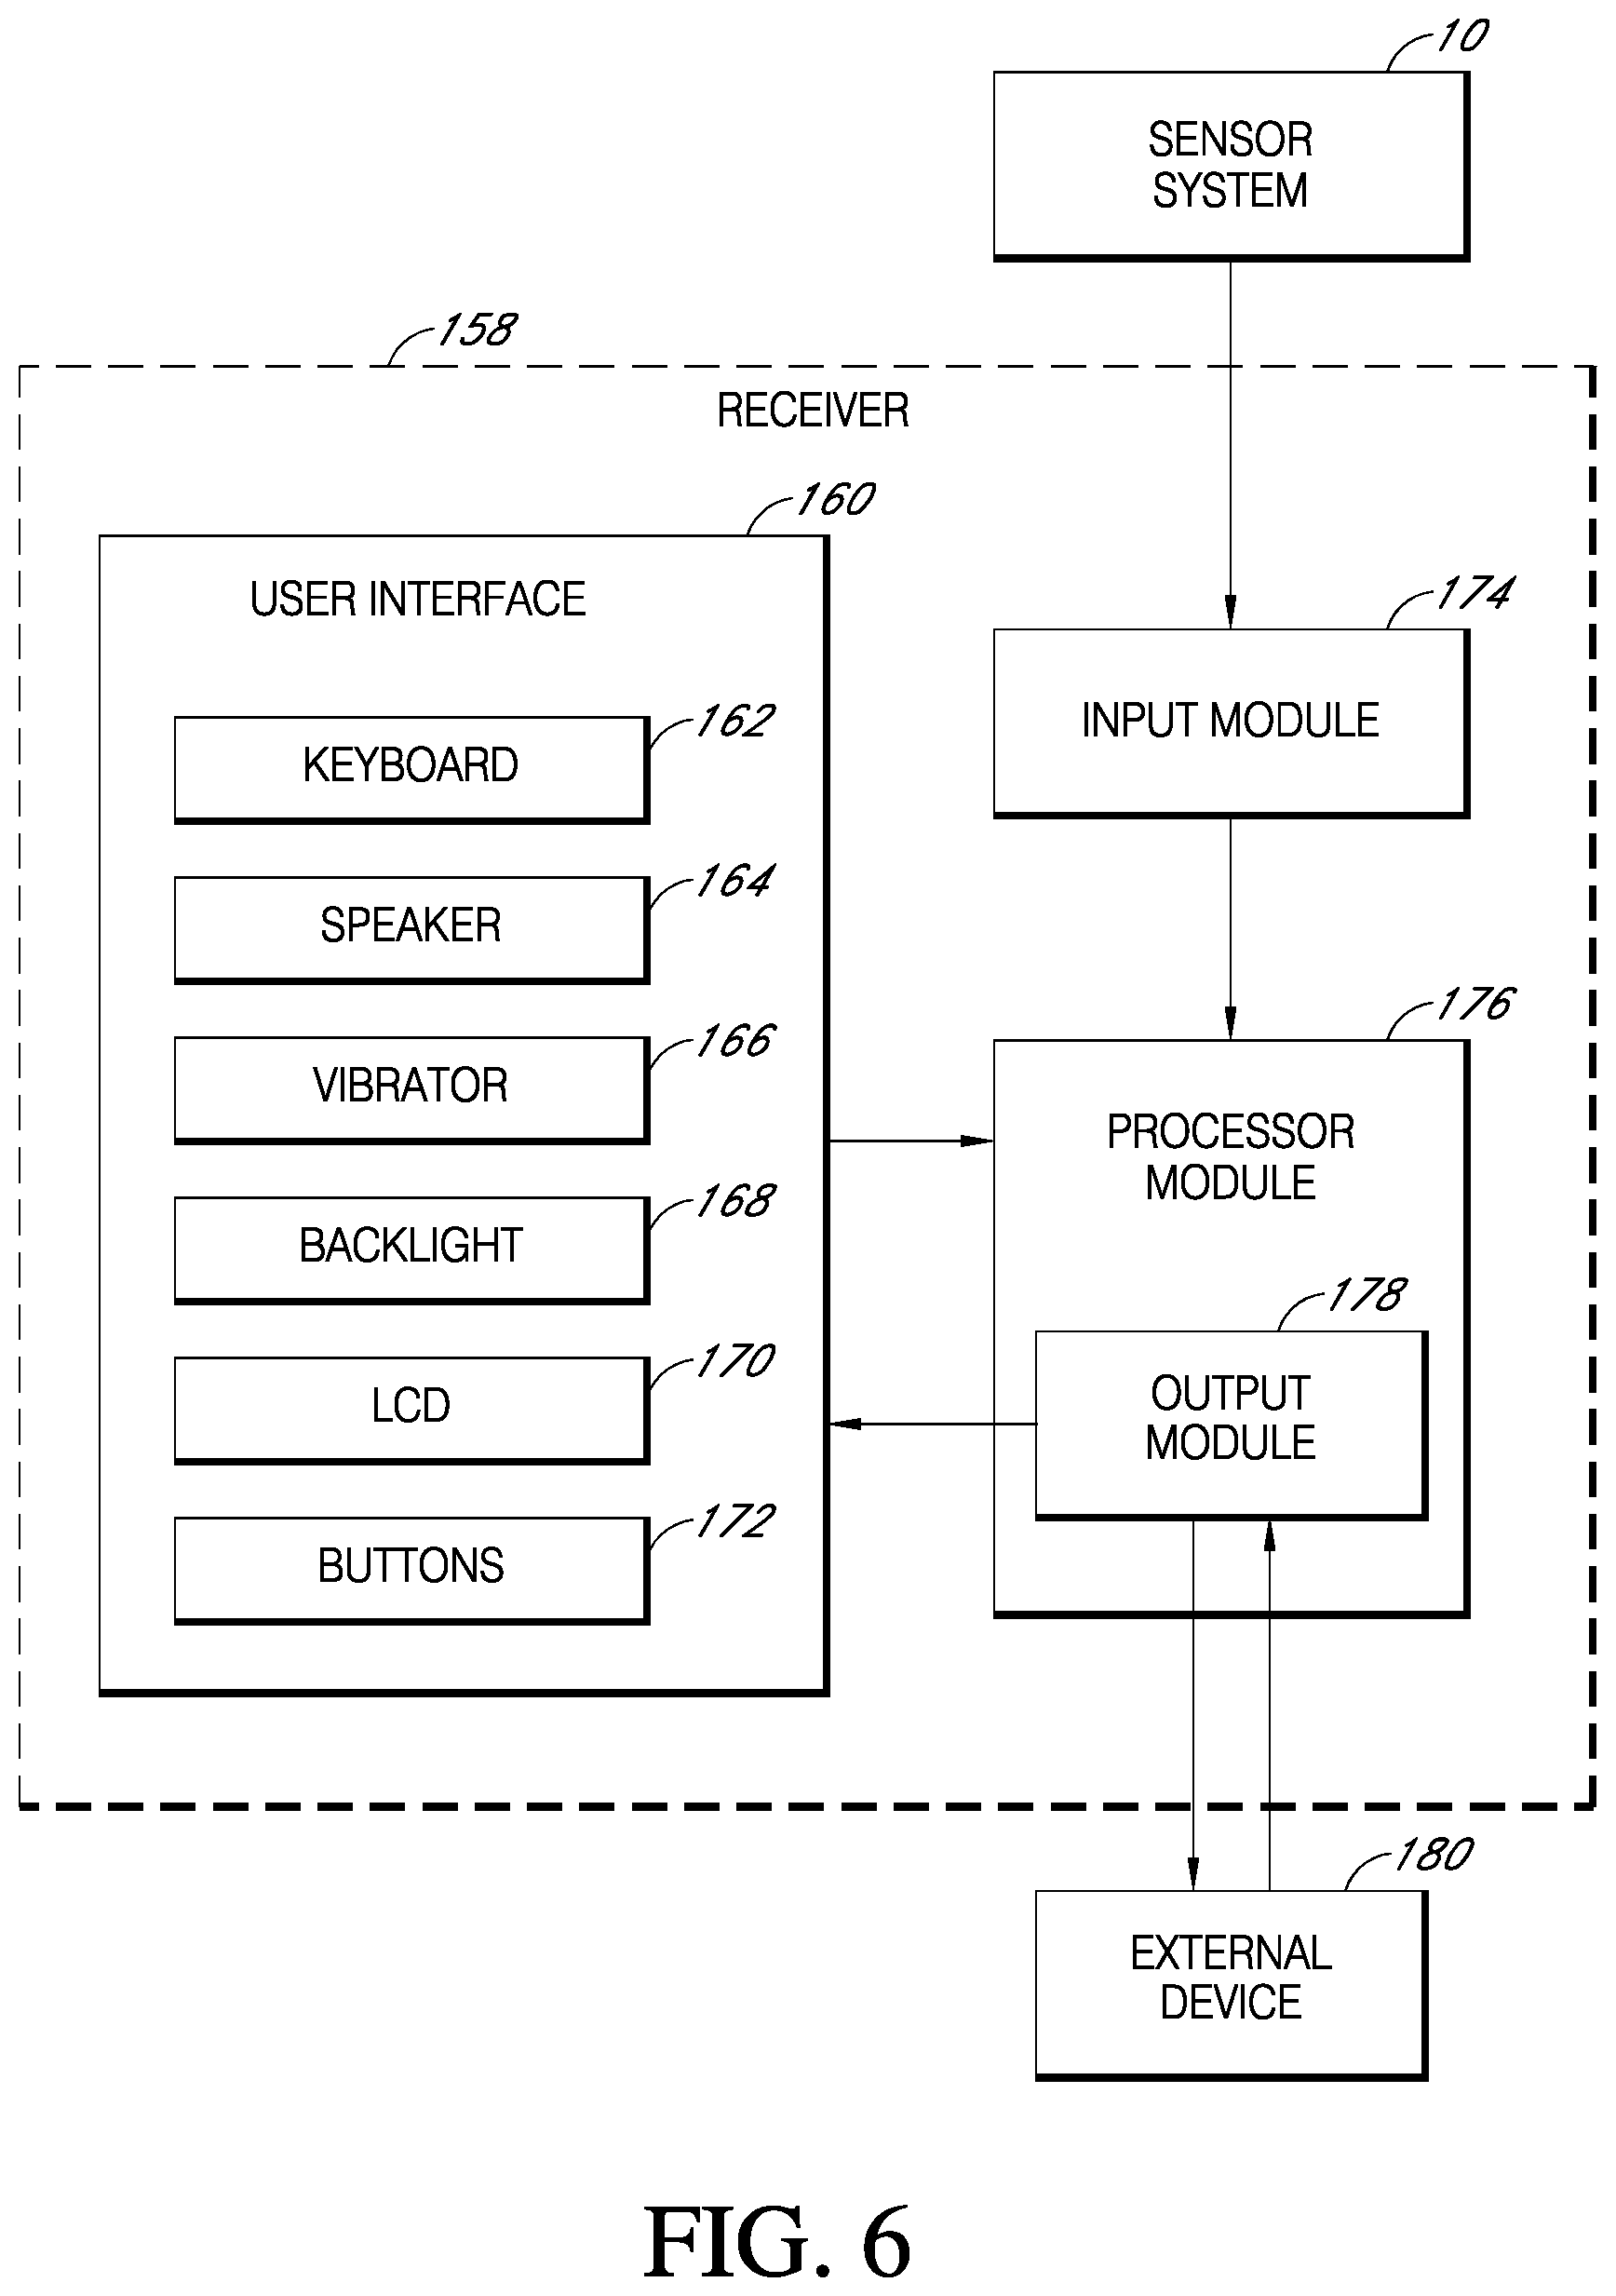 10
SENSOR
SYSTEM
158
RECEIVER
160
USER INTERFACE
174
INPUT MODULE
162
KEYBOARD
164
SPEAKER
166
VIBRATOR
168
BACKLIGHT
170
LCD
172
BUTTONS
176
PROCESSOR
MODULE
178
OUTPUT
MODULE
180
EXTERNAL
DEVICE
FIG. 6